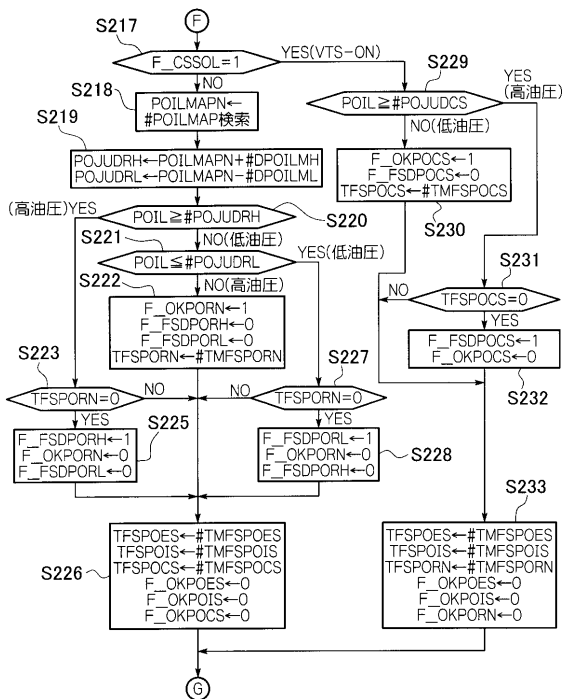 F
S217
F_CSSOL=1
YES(VTS-ON)
NO
S218
POILMAPN←
#POILMAP検索
S229
POIL≧#POJUDCS
YES
(高油圧)
NO(低油圧)
S219
POJUDRH←POILMAPN+#DPOILMH
POJUDRL←POILMAPN-#DPOILML
F_OKPOCS←1
F_FSDPOCS←0
TFSPOCS←#TMFSPOCS
S230
(高油圧)YES
POIL≧#POJUDRH
S220
NO(低油圧)
S221
POIL≦#POJUDRL
YES(低油圧)
NO(高油圧)
S222
F_OKPORN←1
F_FSDPORH←0
F_FSDPORL←0
TFSPORN←#TMFSPORN
S231
TFSPOCS=0
NO
YES
F_FSDPOCS←1
F_OKPOCS←0
S232
S223
TFSPORN=0
NO
YES
S227
TFSPORN=0
NO
YES
F_FSDPORH←1
F_OKPORN←0
F_FSDPORL←0
S225
F_FSDPORL←1
F_OKPORN←0
F_FSDPORH←0
S228
S226
TFSPOES←#TMFSPOES
TFSPOIS←#TMFSPOIS
TFSPOCS←#TMFSPOCS
F_OKPOES←0
F_OKPOIS←0
F_OKPOCS←0
S233
TFSPOES←#TMFSPOES
TFSPOIS←#TMFSPOIS
TFSPORN←#TMFSPORN
F_OKPOES←0
F_OKPOIS←0
F_OKPORN←0
G